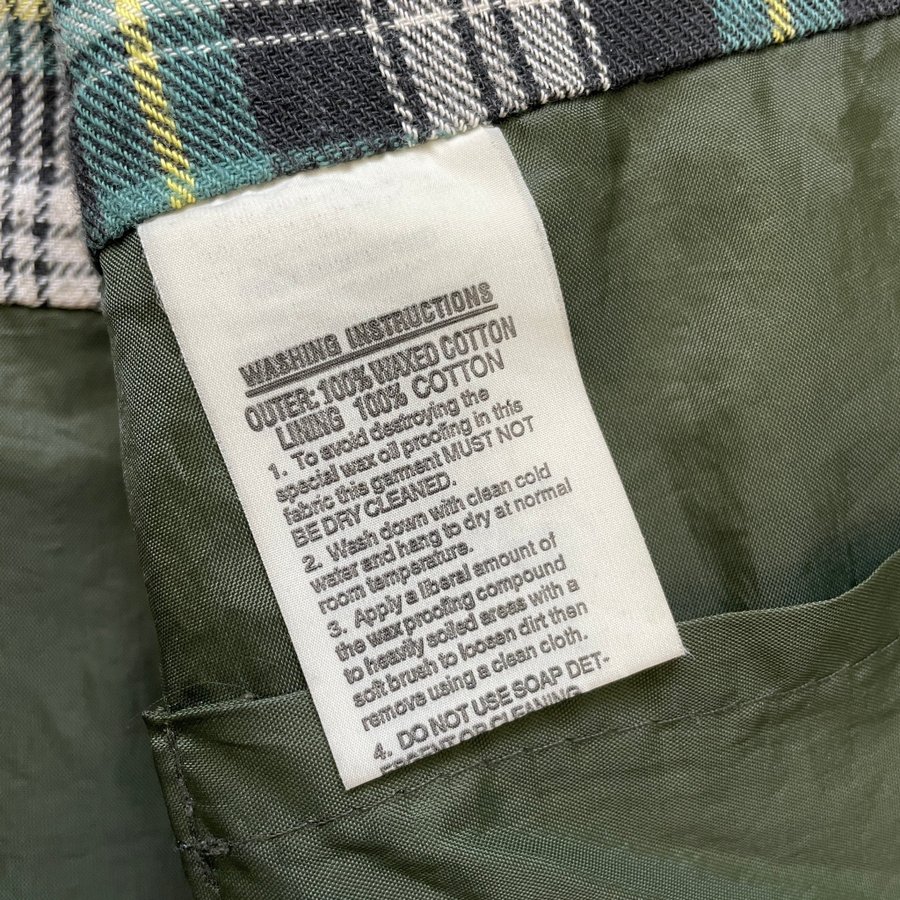 WASHING INSTRUCTIONS
OUTER: 100% WAXED COTTON
LINING 100% COTTON
1. To avoid destroying the
special wax oil proofing in this
fabric this garment MUST NOT
BE DRY CLEANED.
2. Wash down with clean cold
water and hang to dry at normal
room temperature.
3. Apply a liberal amount of
the wax proofing compound
to heavily soiled areas with a
soft brush to loosen dirt then
remove using a clean cloth.
4. DO NOT USE SOAP DET-
ERGENT OR CLEANING